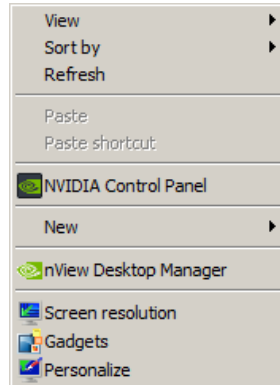 View
Sort by
Refresh
Paste
Paste shortcut
NVIDIA Control Panel
New
nView Desktop Manager
Screen resolution
Gadgets
Personalize